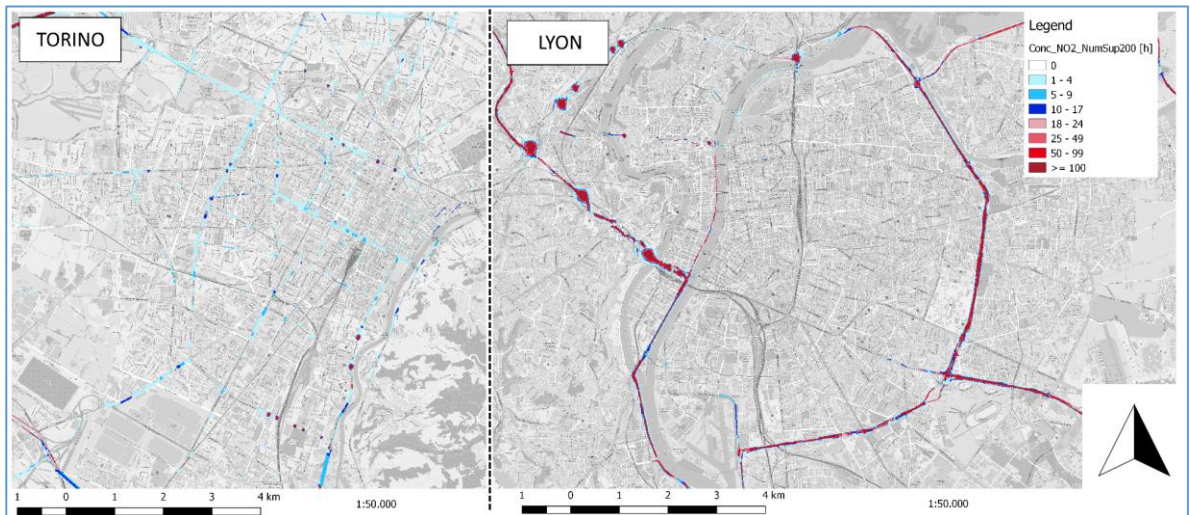 TORINO
LYON
Legend
Conc_NO2_NumSup200 [h]
0
1 - 4
5 - 9
10 - 17
18 - 24
25 - 49
50 - 99
>= 100
1 0 1 2 3 4 km
1:50.000
1 0 1 2 3 4 km
1:50.000